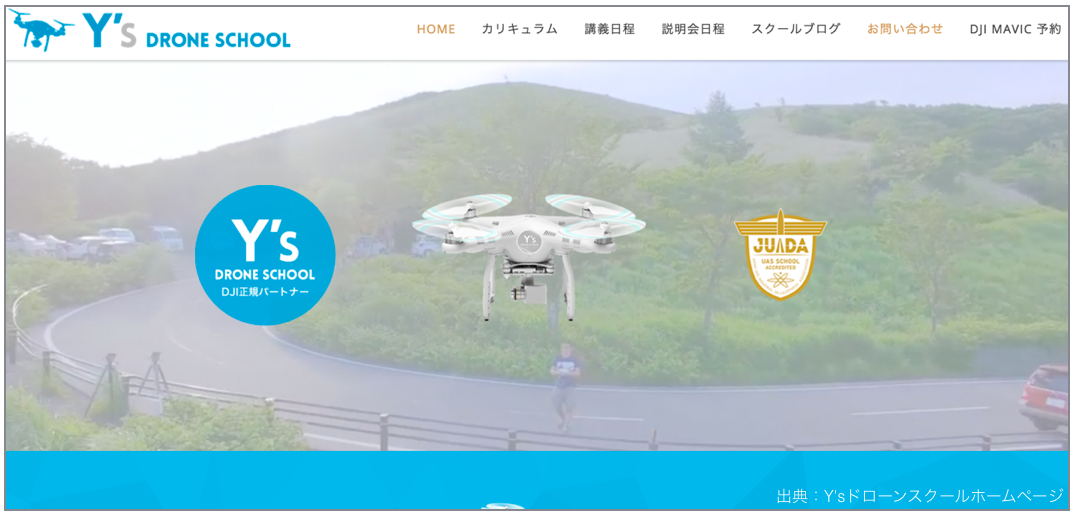 Y's DRONE SCHOOL
HOME カリキュラム 講義日程 説明会日程 スクールブログ お問い合わせ DJI MAVIC 予約
Y's
DRONE SCHOOL
DJI正規パートナー
Y's
JUIDA
UAS SCHOOL
ACCREDITED
出典：Y'sドローンスクールホームページ